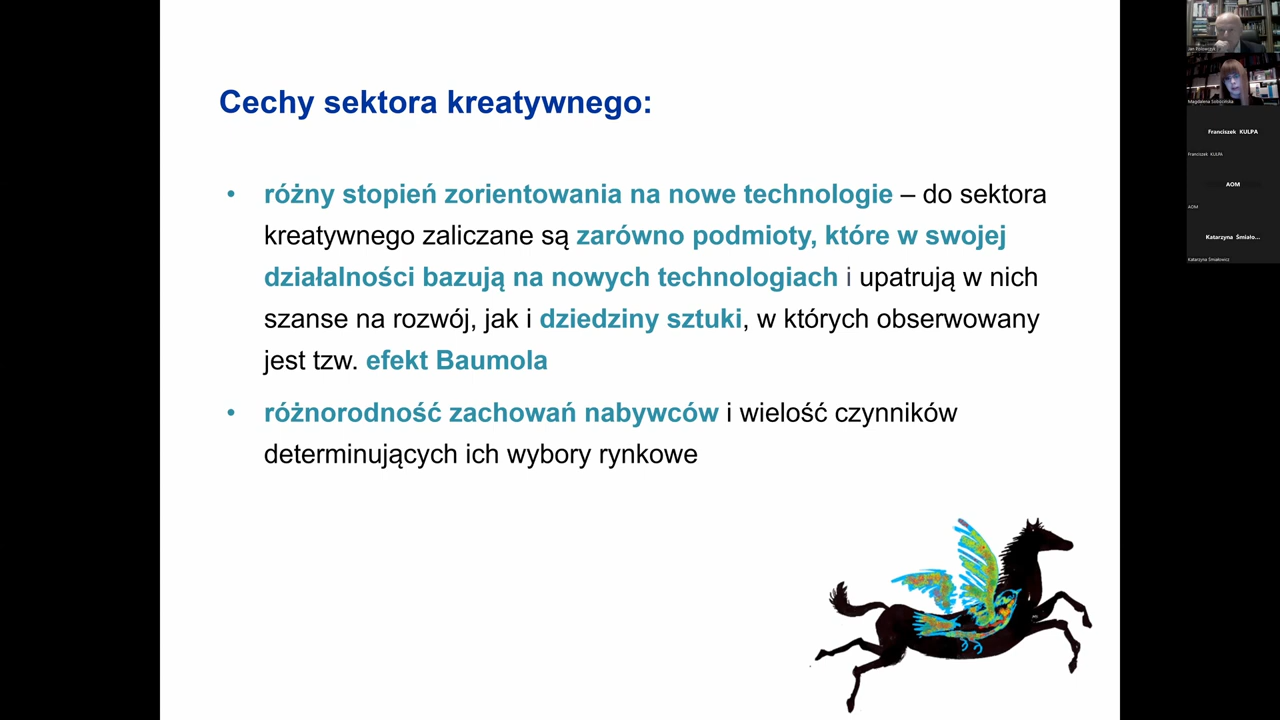 Cechy sektora kreatywnego:
• różny stopień zorientowania na nowe technologie – do sektora
kreatywnego zaliczane są zarówno podmioty, które w swojej
działalności bazują na nowych technologiach i upatrują w nich
szanse na rozwój, jak i dziedziny sztuki, w których obserwowany
jest tzw. efekt Baumola
• różnorodność zachowań nabywców i wielość czynników
determinujących ich wybory rynkowe
Magdalena Sobocińska
Franciszek KULPA
Franciszek KULPA
AOM
AOM
Katarzyna Śmiało...
Katarzyna Śmiałowicz